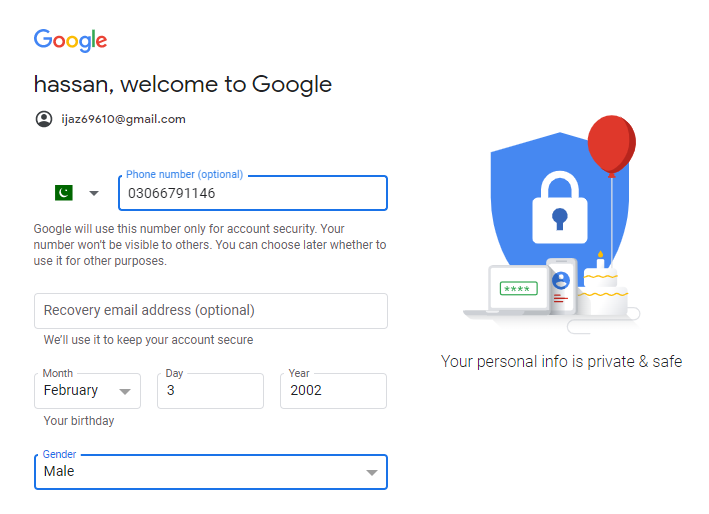 Google
hassan, welcome to Google
ijaz69610@gmail.com
Phone number (optional)
03066791146
Google will use this number only for account security. Your
number won't be visible to others. You can choose later whether to
use it for other purposes.
Recovery email address (optional)
We'll use it to keep your account secure
Month
February
Day
3
Year
2002
Your birthday
Gender
Male
****
Your personal info is private & safe